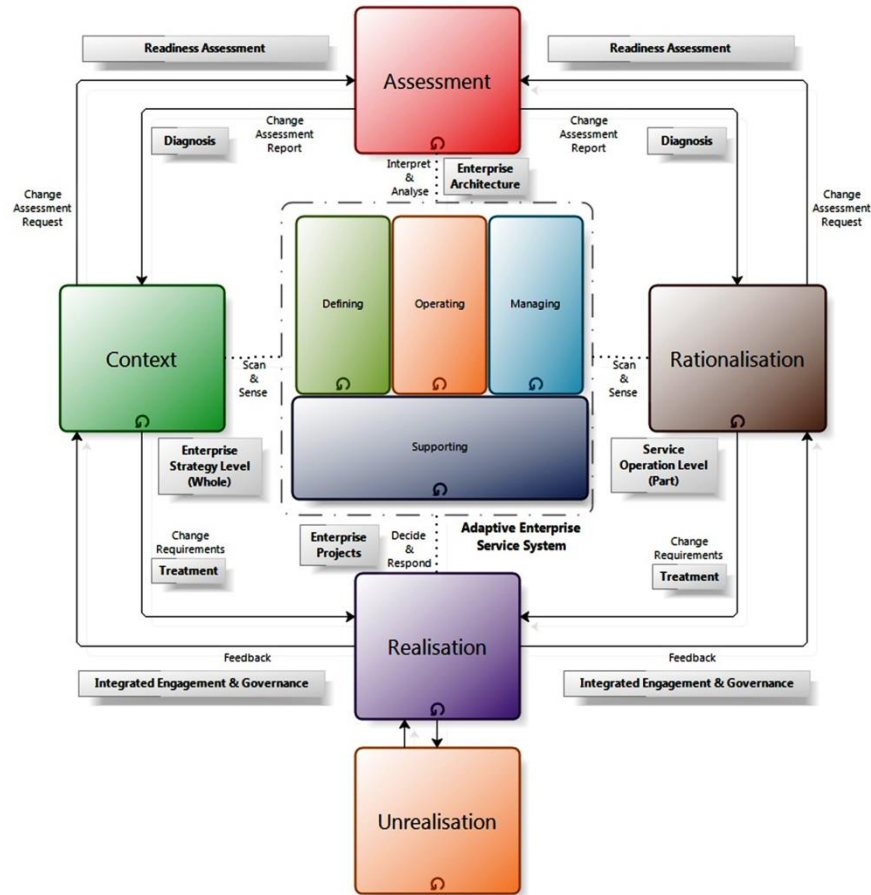 Readiness Assessment
Readiness Assessment
Assessment
Change
Assessment
Report
Change
Assessment
Report
Diagnosis
Diagnosis
Interpret
&
Analyse
Enterprise
Architecture
Change
Assessment
Request
Change
Assessment
Request
Defining
Operating
Managing
Context
Scan
&
Sense
Scan
&
Sense
Rationalisation
Supporting
Enterprise
Strategy Level
(Whole)
Service
Operation Level
(Part)
Enterprise
Projects
Decide
&
Respond
Adaptive Enterprise
Service System
Change
Requirements
Treatment
Change
Requirements
Treatment
Realisation
Feedback
Feedback
Integrated Engagement & Governance
Integrated Engagement & Governance
Unrealisation